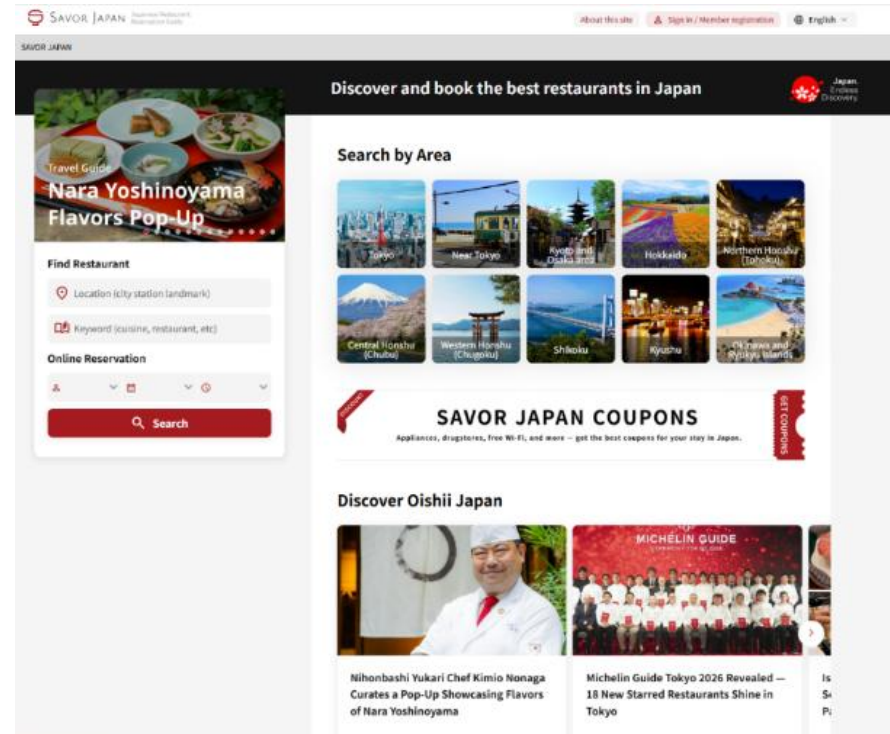 SAVOR JAPAN
Japanese Restaurant
Reservation Guide
About this site
Sign in / Member registration
English
SAVOR JAPAN
Discover and book the best restaurants in Japan
Japan.
Endless
Discovery.
Travel Guide
Nara Yoshinoyama
Flavors Pop-Up
Find Restaurant
Location (city station landmark)
Keyword (cuisine, restaurant, etc)
Online Reservation
Search
Search by Area
Tokyo
Near Tokyo
Kyoto and
Osaka area
Hokkaido
Northern Honshu
(Tohoku)
Central Honshu
(Chubu)
Western Honshu
(Chugoku)
Shikoku
Kyushu
Okinawa and
Ryukyu Islands
DISCOUNT
SAVOR JAPAN COUPONS
Appliances, drugstores, free Wi-Fi, and more — get the best coupons for your stay in Japan.
GET COUPONS
Discover Oishii Japan
MICHELIN GUIDE
Nihonbashi Yukari Chef Kimio Nonaga
Curates a Pop-Up Showcasing Flavors
of Nara Yoshinoyama
Michelin Guide Tokyo 2026 Revealed —
18 New Starred Restaurants Shine in
Tokyo